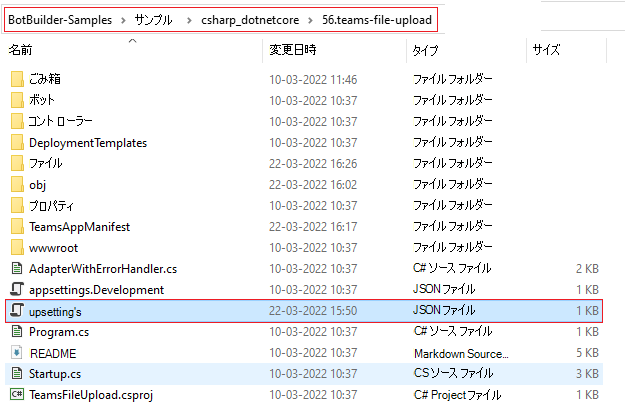 BotBuilder-Samples > サンプル > csharp_dotnetcore > 56.teams-file-upload
名前 変更日時 タイプ サイズ
ごみ箱 10-03-2022 11:46 ファイル フォルダー
ボット 10-03-2022 10:37 ファイル フォルダー
コントローラー 10-03-2022 10:37 ファイル フォルダー
DeploymentTemplates 10-03-2022 10:37 ファイル フォルダー
ファイル 22-03-2022 16:26 ファイル フォルダー
obj 22-03-2022 16:02 ファイル フォルダー
プロパティ 10-03-2022 10:37 ファイル フォルダー
TeamsAppManifest 22-03-2022 16:17 ファイル フォルダー
wwwroot 10-03-2022 10:37 ファイル フォルダー
AdapterWithErrorHandler.cs 10-03-2022 10:37 C# ソース ファイル 2 KB
appsettings.Development 10-03-2022 10:37 JSON ファイル 1 KB
upsetting's 22-03-2022 15:50 JSON ファイル 1 KB
Program.cs 10-03-2022 10:37 C# ソース ファイル 1 KB
README 10-03-2022 10:37 Markdown Source... 5 KB
Startup.cs 10-03-2022 10:37 CS ソース ファイル 3 KB
C# TeamsFileUpload.csproj 10-03-2022 10:37 C# Project ファイル 1 KB